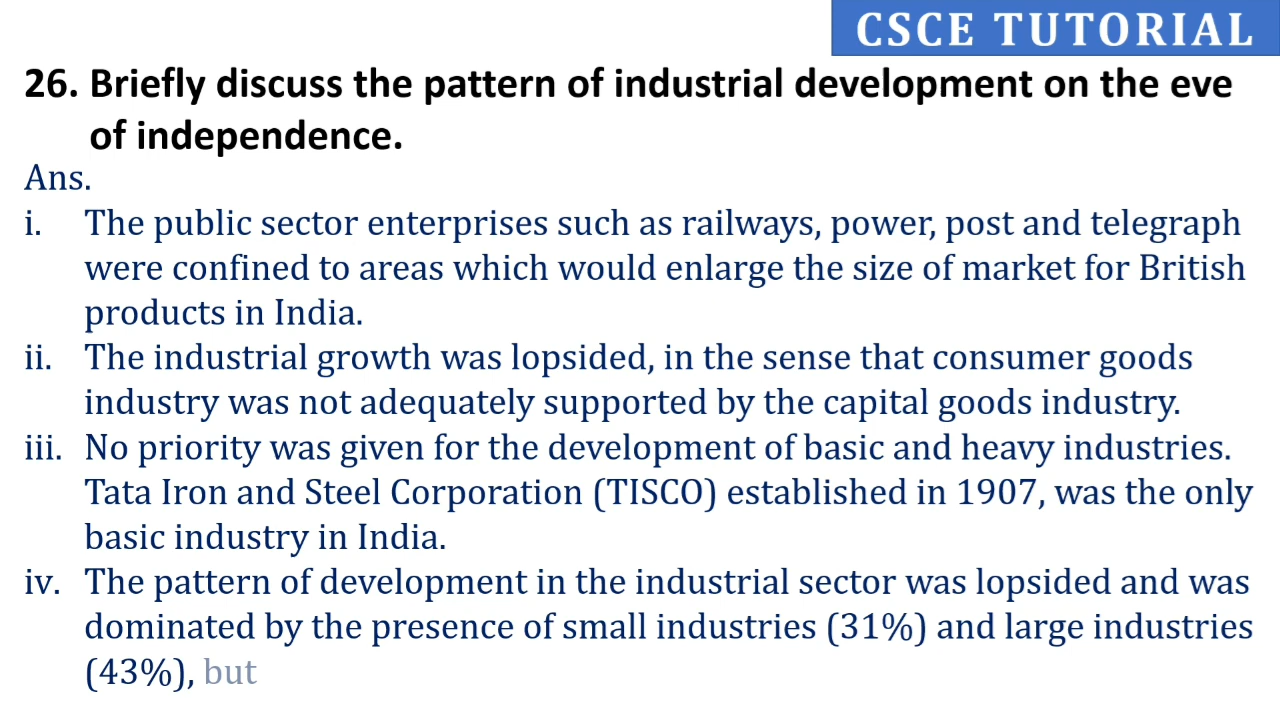 CSCE TUTORIAL
26. Briefly discuss the pattern of industrial development on the eve
of independence.
Ans.
i. The public sector enterprises such as railways, power, post and telegraph
were confined to areas which would enlarge the size of market for British
products in India.
ii. The industrial growth was lopsided, in the sense that consumer goods
industry was not adequately supported by the capital goods industry.
iii. No priority was given for the development of basic and heavy industries.
Tata Iron and Steel Corporation (TISCO) established in 1907, was the only
basic industry in India.
iv. The pattern of development in the industrial sector was lopsided and was
dominated by the presence of small industries (31%) and large industries
(43%), but